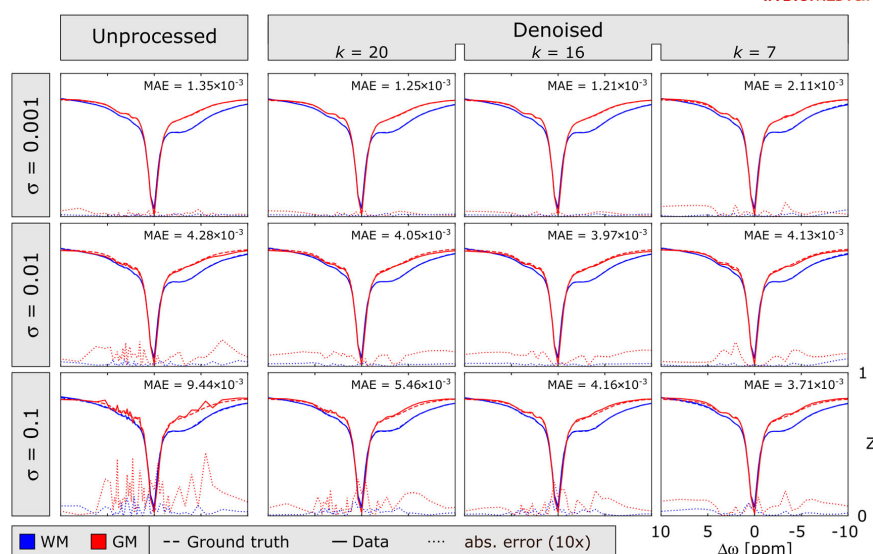 Unprocessed
Denoised
k = 20
k = 16
k = 7
σ = 0.001
MAE = 1.35×10⁻³
MAE = 1.25×10⁻³
MAE = 1.21×10⁻³
MAE = 2.11×10⁻³
σ = 0.01
MAE = 4.28×10⁻³
MAE = 4.05×10⁻³
MAE = 3.97×10⁻³
MAE = 4.13×10⁻³
σ = 0.1
MAE = 9.44×10⁻³
MAE = 5.46×10⁻³
MAE = 4.16×10⁻³
MAE = 3.71×10⁻³
1
Z
0
10 5 0 -5 -10
Δω [ppm]
WM GM Ground truth Data abs. error (10x)